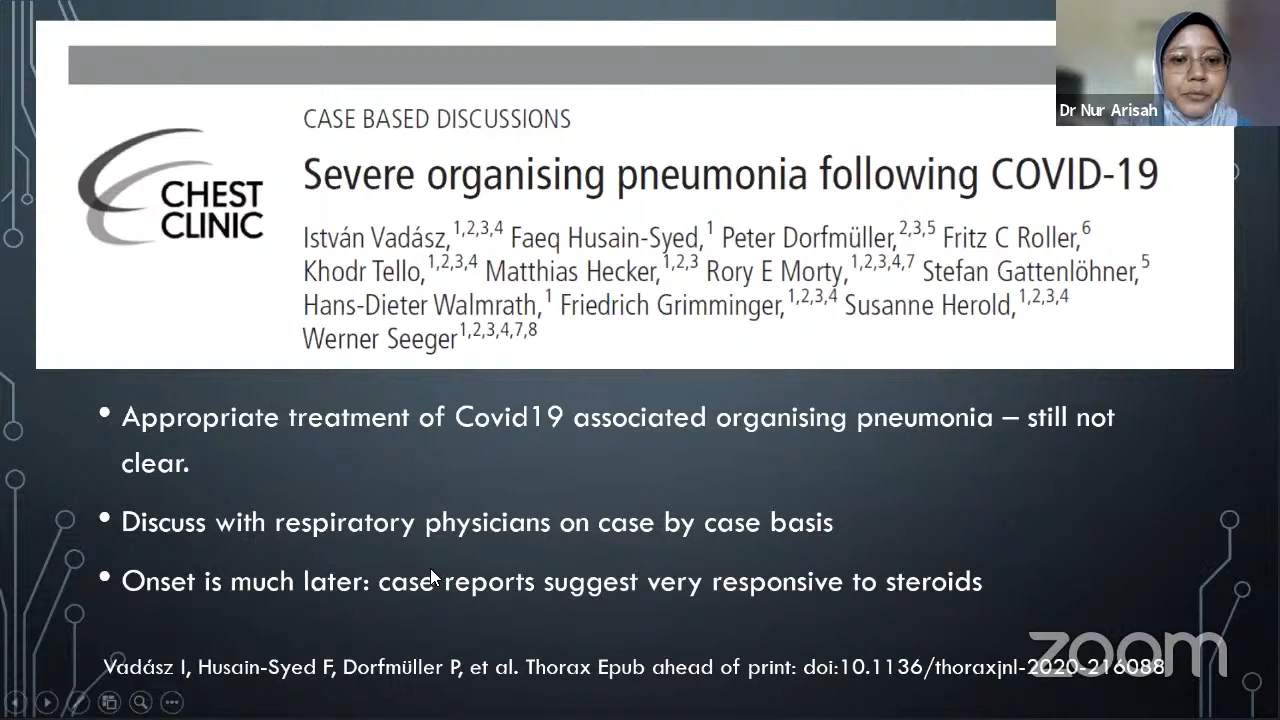 Dr Nur Arisah
CASE BASED DISCUSSIONS
CHEST
CLINIC
Severe organising pneumonia following COVID-19
István Vadász,1,2,3,4 Faeq Husain-Syed,1 Peter Dorfmüller,2,3,5 Fritz C Roller,6
Khodr Tello,1,2,3,4 Matthias Hecker,1,2,3 Rory E Morty,1,2,3,4,7 Stefan Gattenlöhner,5
Hans-Dieter Walmrath,1 Friedrich Grimminger,1,2,3,4 Susanne Herold,1,2,3,4
Werner Seeger1,2,3,4,7,8
• Appropriate treatment of Covid19 associated organising pneumonia – still not
clear.
• Discuss with respiratory physicians on case by case basis
• Onset is much later: case reports suggest very responsive to steroids
zoom
Vadász I, Husain-Syed F, Dorfmüller P, et al. Thorax Epub ahead of print: doi:10.1136/thoraxjnl-2020-216088